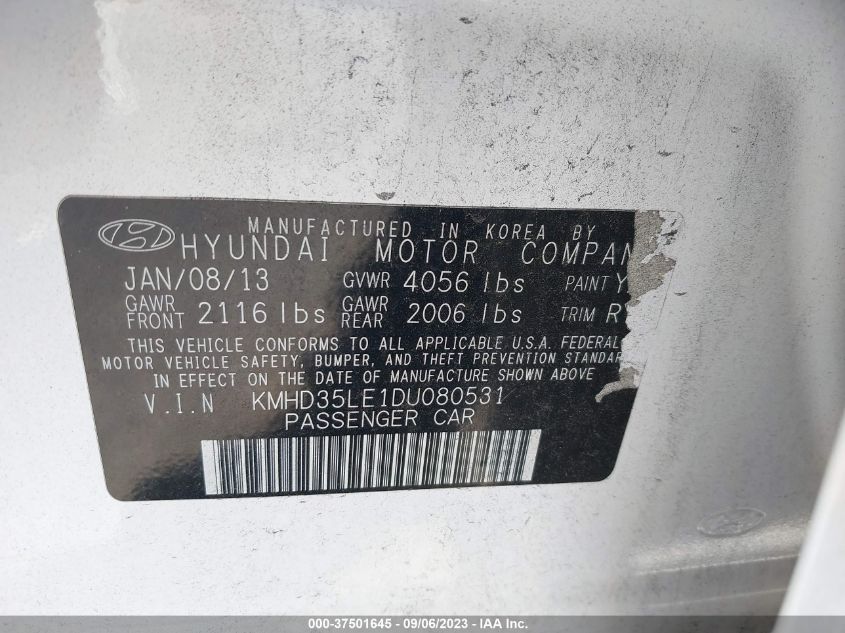 MANUFACTURED IN KOREA BY
HYUNDAI MOTOR COMPAN
JAN/08/13 GVWR 4056 lbs PAINT Y
GAWR FRONT 2116 lbs GAWR REAR 2006 lbs TRIM R
THIS VEHICLE CONFORMS TO ALL APPLICABLE U.S.A. FEDERAL
MOTOR VEHICLE SAFETY, BUMPER, AND THEFT PREVENTION STANDAR
IN EFFECT ON THE DATE OF MANUFACTURE SHOWN ABOVE
V.I.N KMHD35LE1DU080531
PASSENGER CAR
000-37501645 - 09/06/2023 - IAA Inc.